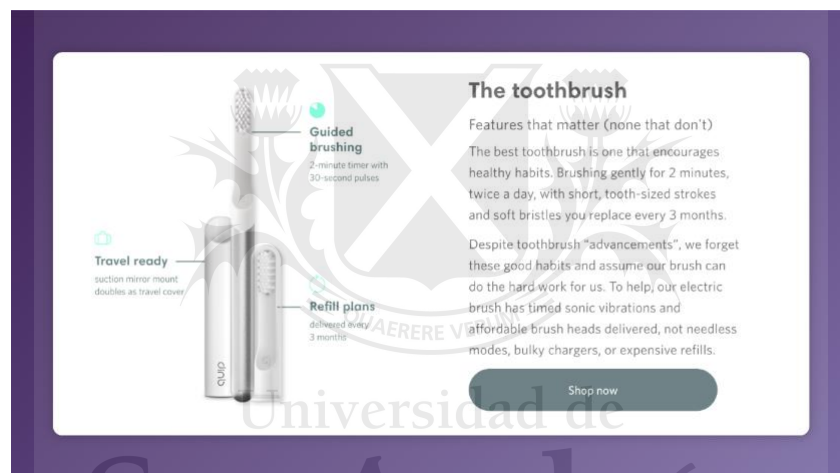 The toothbrush
Features that matter (none that don't)
The best toothbrush is one that encourages
healthy habits. Brushing gently for 2 minutes,
twice a day, with short, tooth-sized strokes
and soft bristles you replace every 3 months.
Despite toothbrush "advancements", we forget
these good habits and assume our brush can
do the hard work for us. To help, our electric
brush has timed sonic vibrations and
affordable brush heads delivered, not needless
modes, bulky chargers, or expensive refills.
Shop now
Guided
brushing
2-minute timer with
30-second pulses
Travel ready
suction mirror mount
doubles as travel cover
Refill plans
delivered every
3 months
quip
QUAERERE VERUM
Universidad de